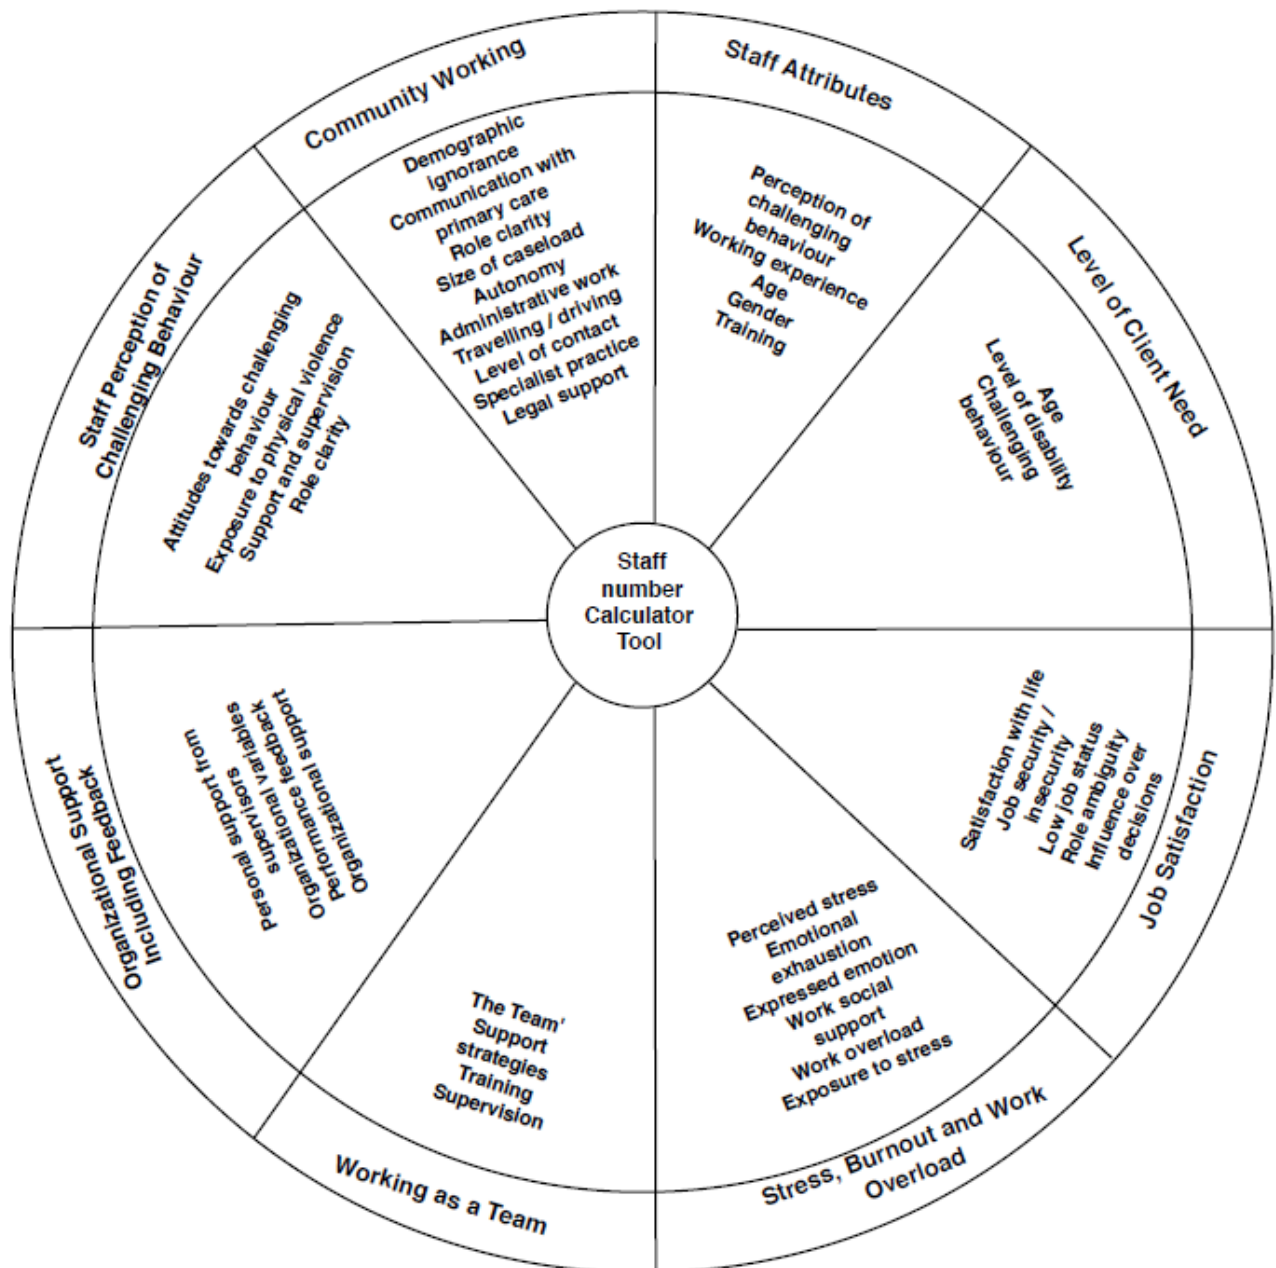 Community Working
Demographic
ignorance
Communication with
primary care
Role clarity
Size of caseload
Autonomy
Administrative work
Travelling / driving
Level of contact
Specialist practice
Legal support
Staff Attributes
Perception of
challenging
behaviour
Working experience
Age
Gender
Training
Level of Client Need
Age
Level of disability
Challenging
behaviour
Job Satisfaction
Satisfaction with life
Job security /
insecurity
Low job status
Role ambiguity
Influence over
decisions
Stress, Burnout and Work
Overload
Perceived stress
Emotional
exhaustion
Expressed emotion
Work social
support
Work overload
Exposure to stress
Working as a Team
The Team'
Support
strategies
Training
Supervision
Organizational Support
Including Feedback
Personal support from
supervisors
Organizational variables
Performance feedback
Organizational support
Staff Perception of
Challenging Behaviour
Attitudes towards challenging
behaviour
Exposure to physical violence
Support and supervision
Role clarity
Staff
number
Calculator
Tool